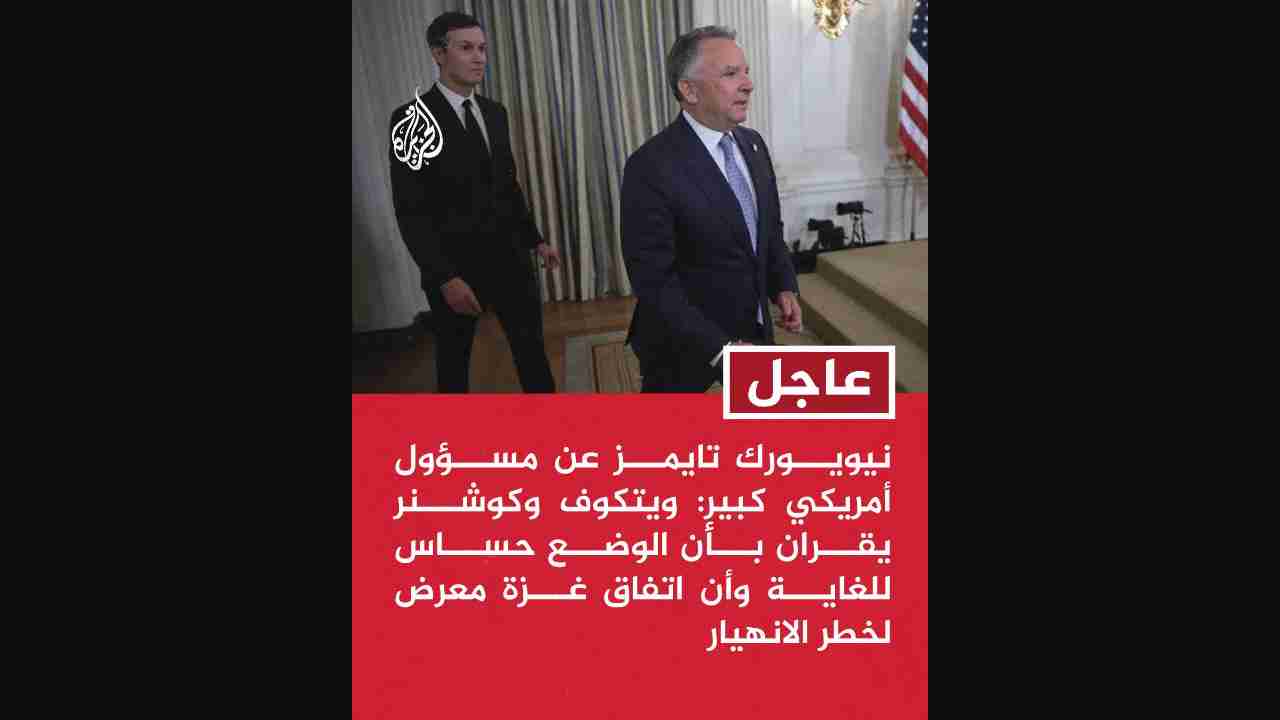 الجزيرة
عاجل
نيويورك تايمز عن مسؤول
أمريكي كبير: ويتكوف وكوشنر
يقران بأن الوضع حساس
للغاية وأن اتفاق غزة معرض
لخطر الانهيار